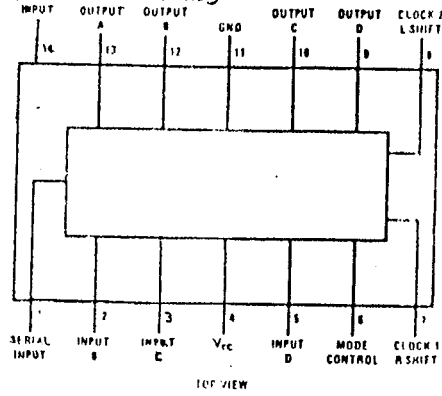 INPUT OUTPUT A OUTPUT B GND OUTPUT C OUTPUT D CLOCK 2 L SHIFT
14 13 12 11 10 9 8
1 2 3 4 5 6 7
SERIAL INPUT INPUT B INPUT C VCC INPUT D MODE CONTROL CLOCK 1 R SHIFT
TOP VIEW